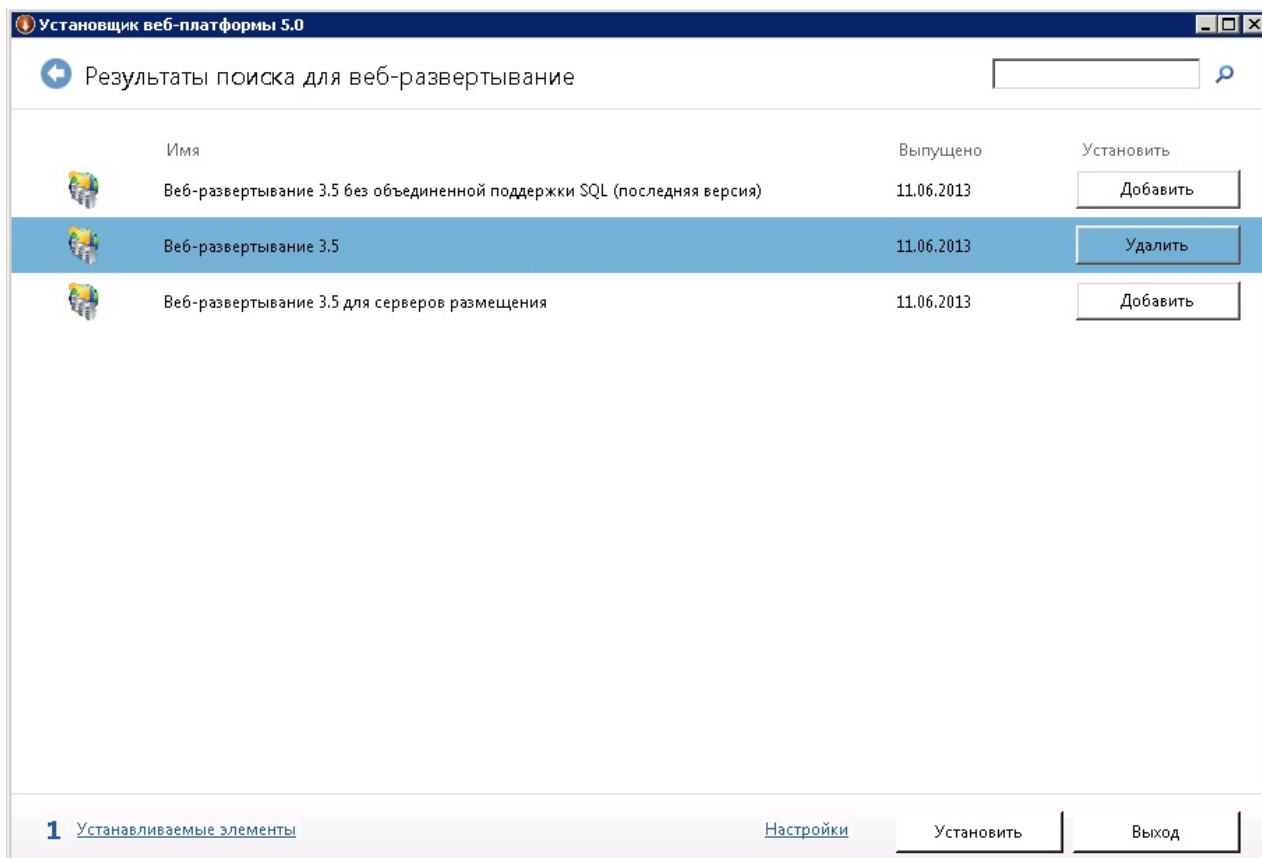 Установщик веб-платформы 5.0
Результаты поиска для веб-развертывание
Имя Выпущено Установить
Веб-развертывание 3.5 без объединенной поддержки SQL (последняя версия) 11.06.2013 Добавить
Веб-развертывание 3.5 11.06.2013 Удалить
Веб-развертывание 3.5 для серверов размещения 11.06.2013 Добавить
1 Устанавливаемые элементы Настройки Установить Выход